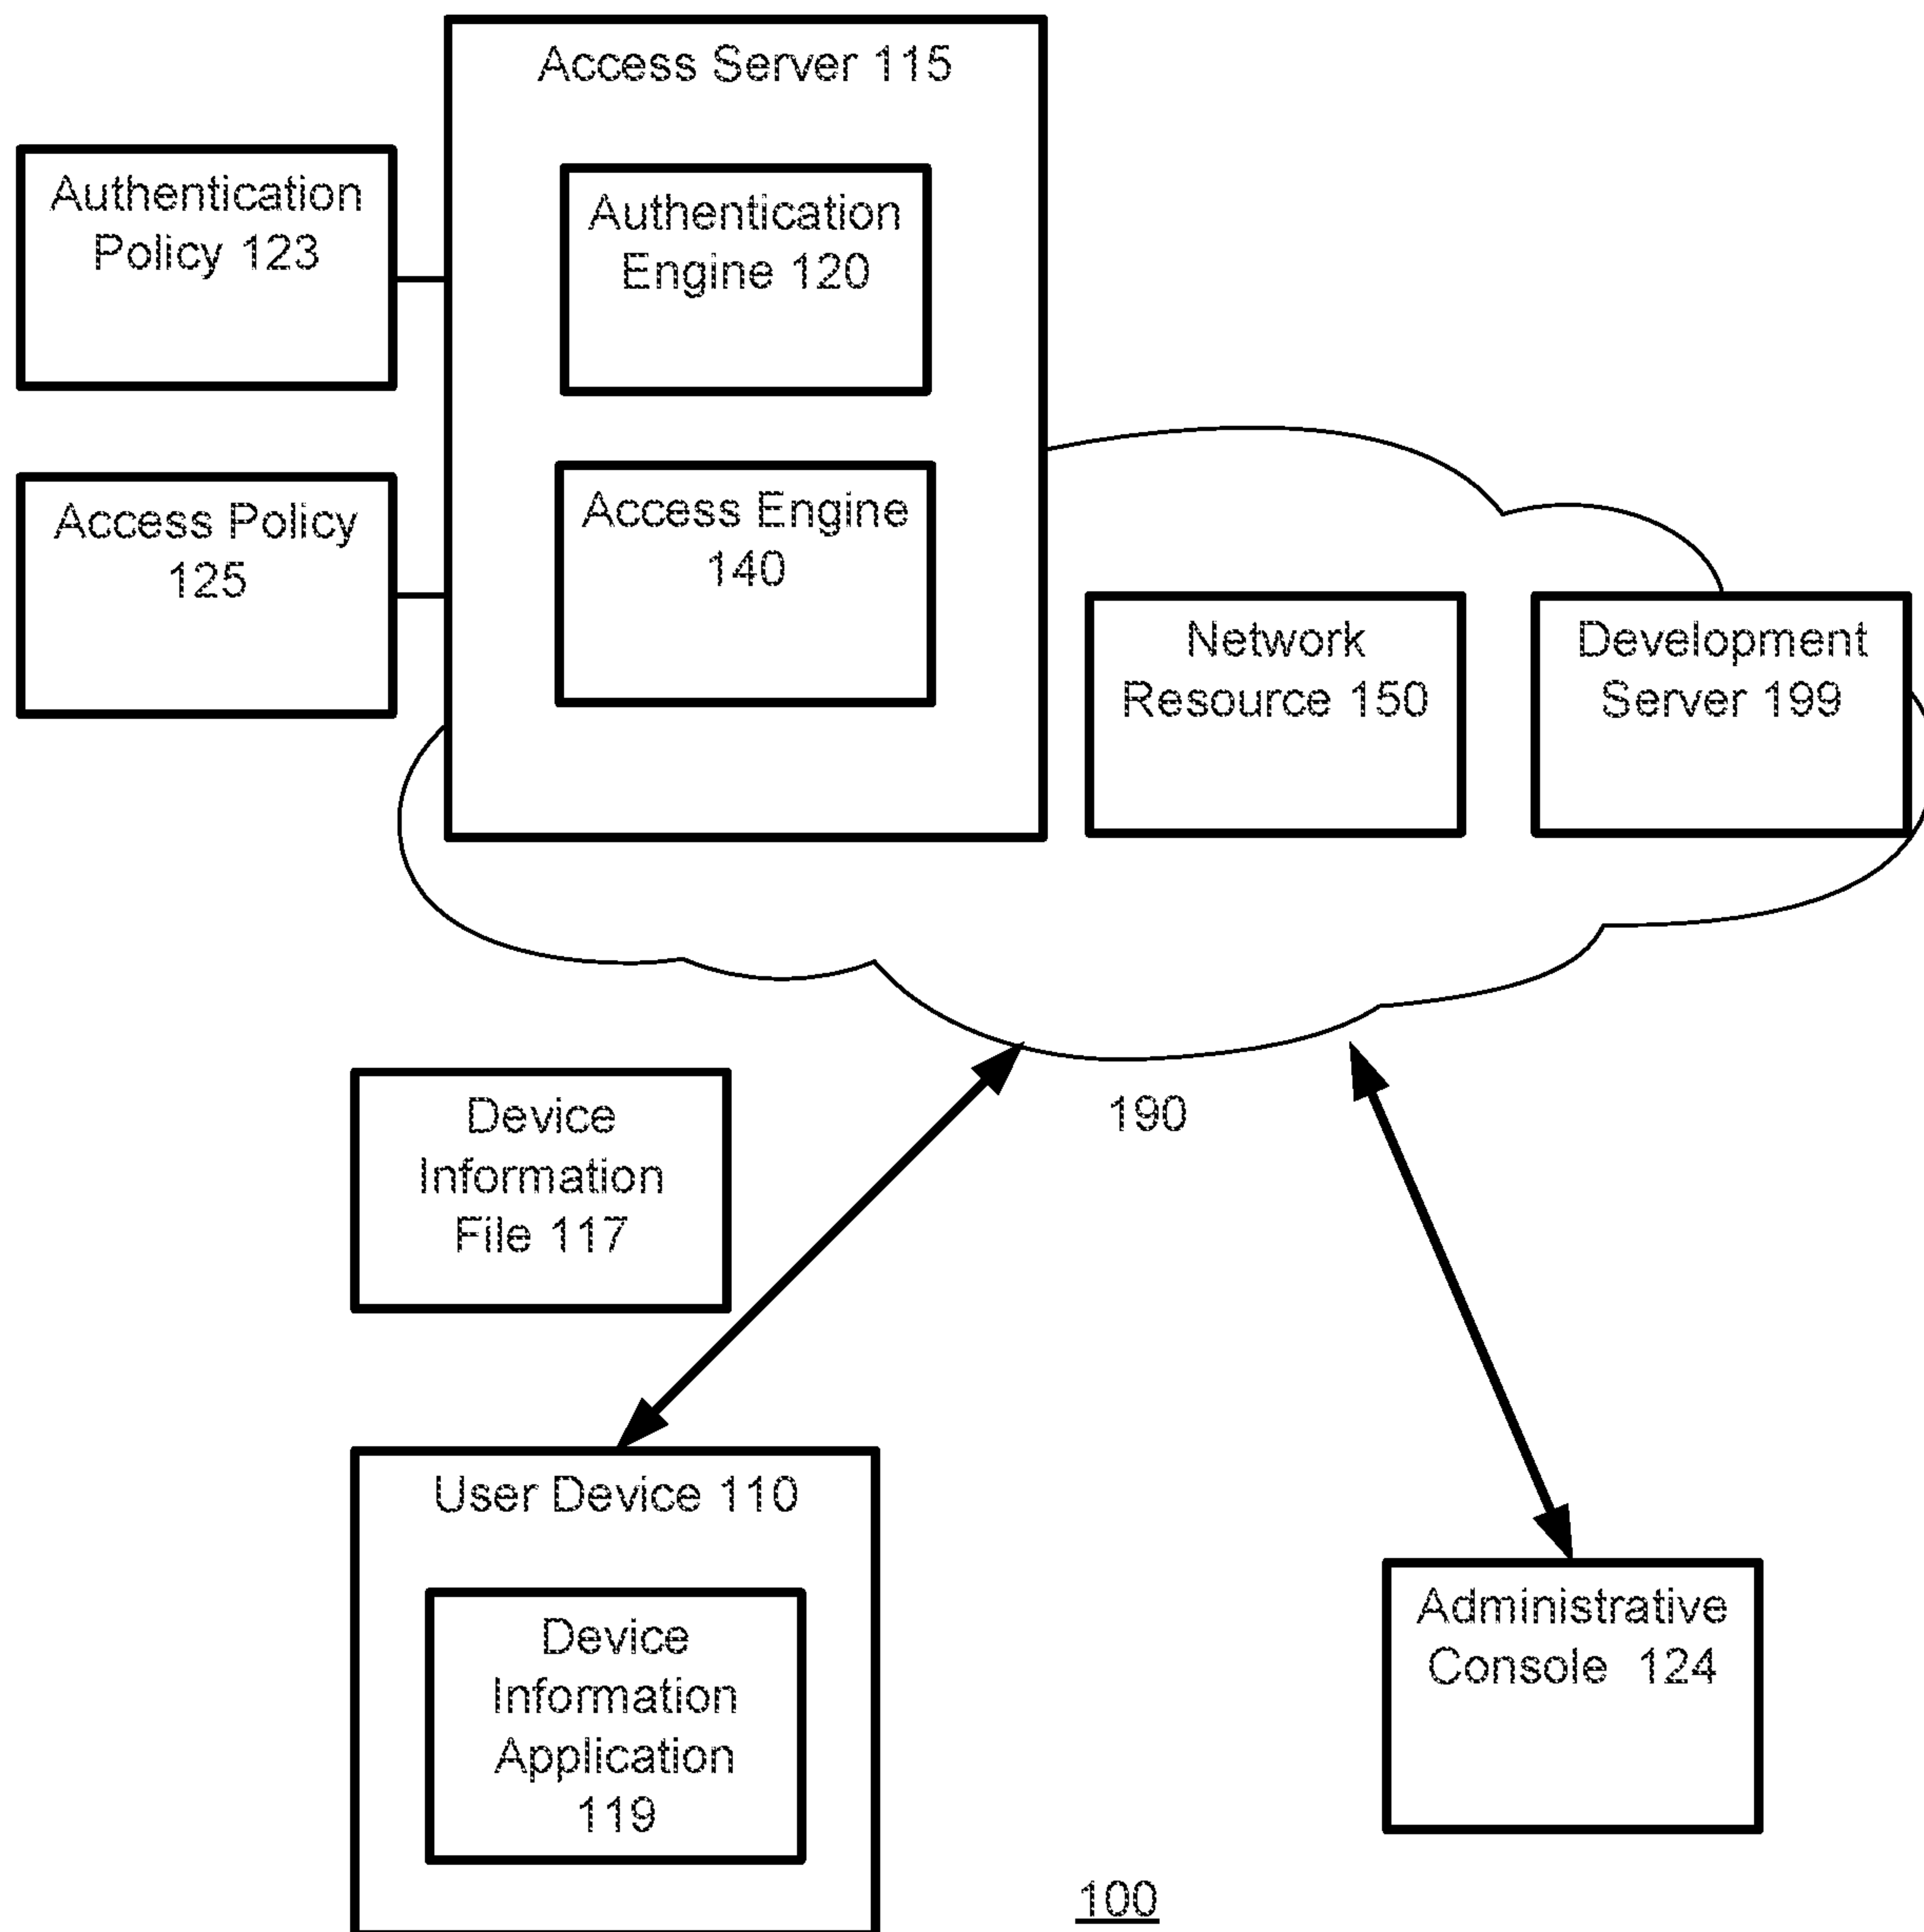 Access Server 115
Authentication
Policy 123
Authentication
Engine 120
Access Policy
125
Access Engine
140
Network
Resource 150
Development
Server 199
Device
Information
File 117
190
User Device 110
Device
Information
Application
119
Administrative
Console 124
100